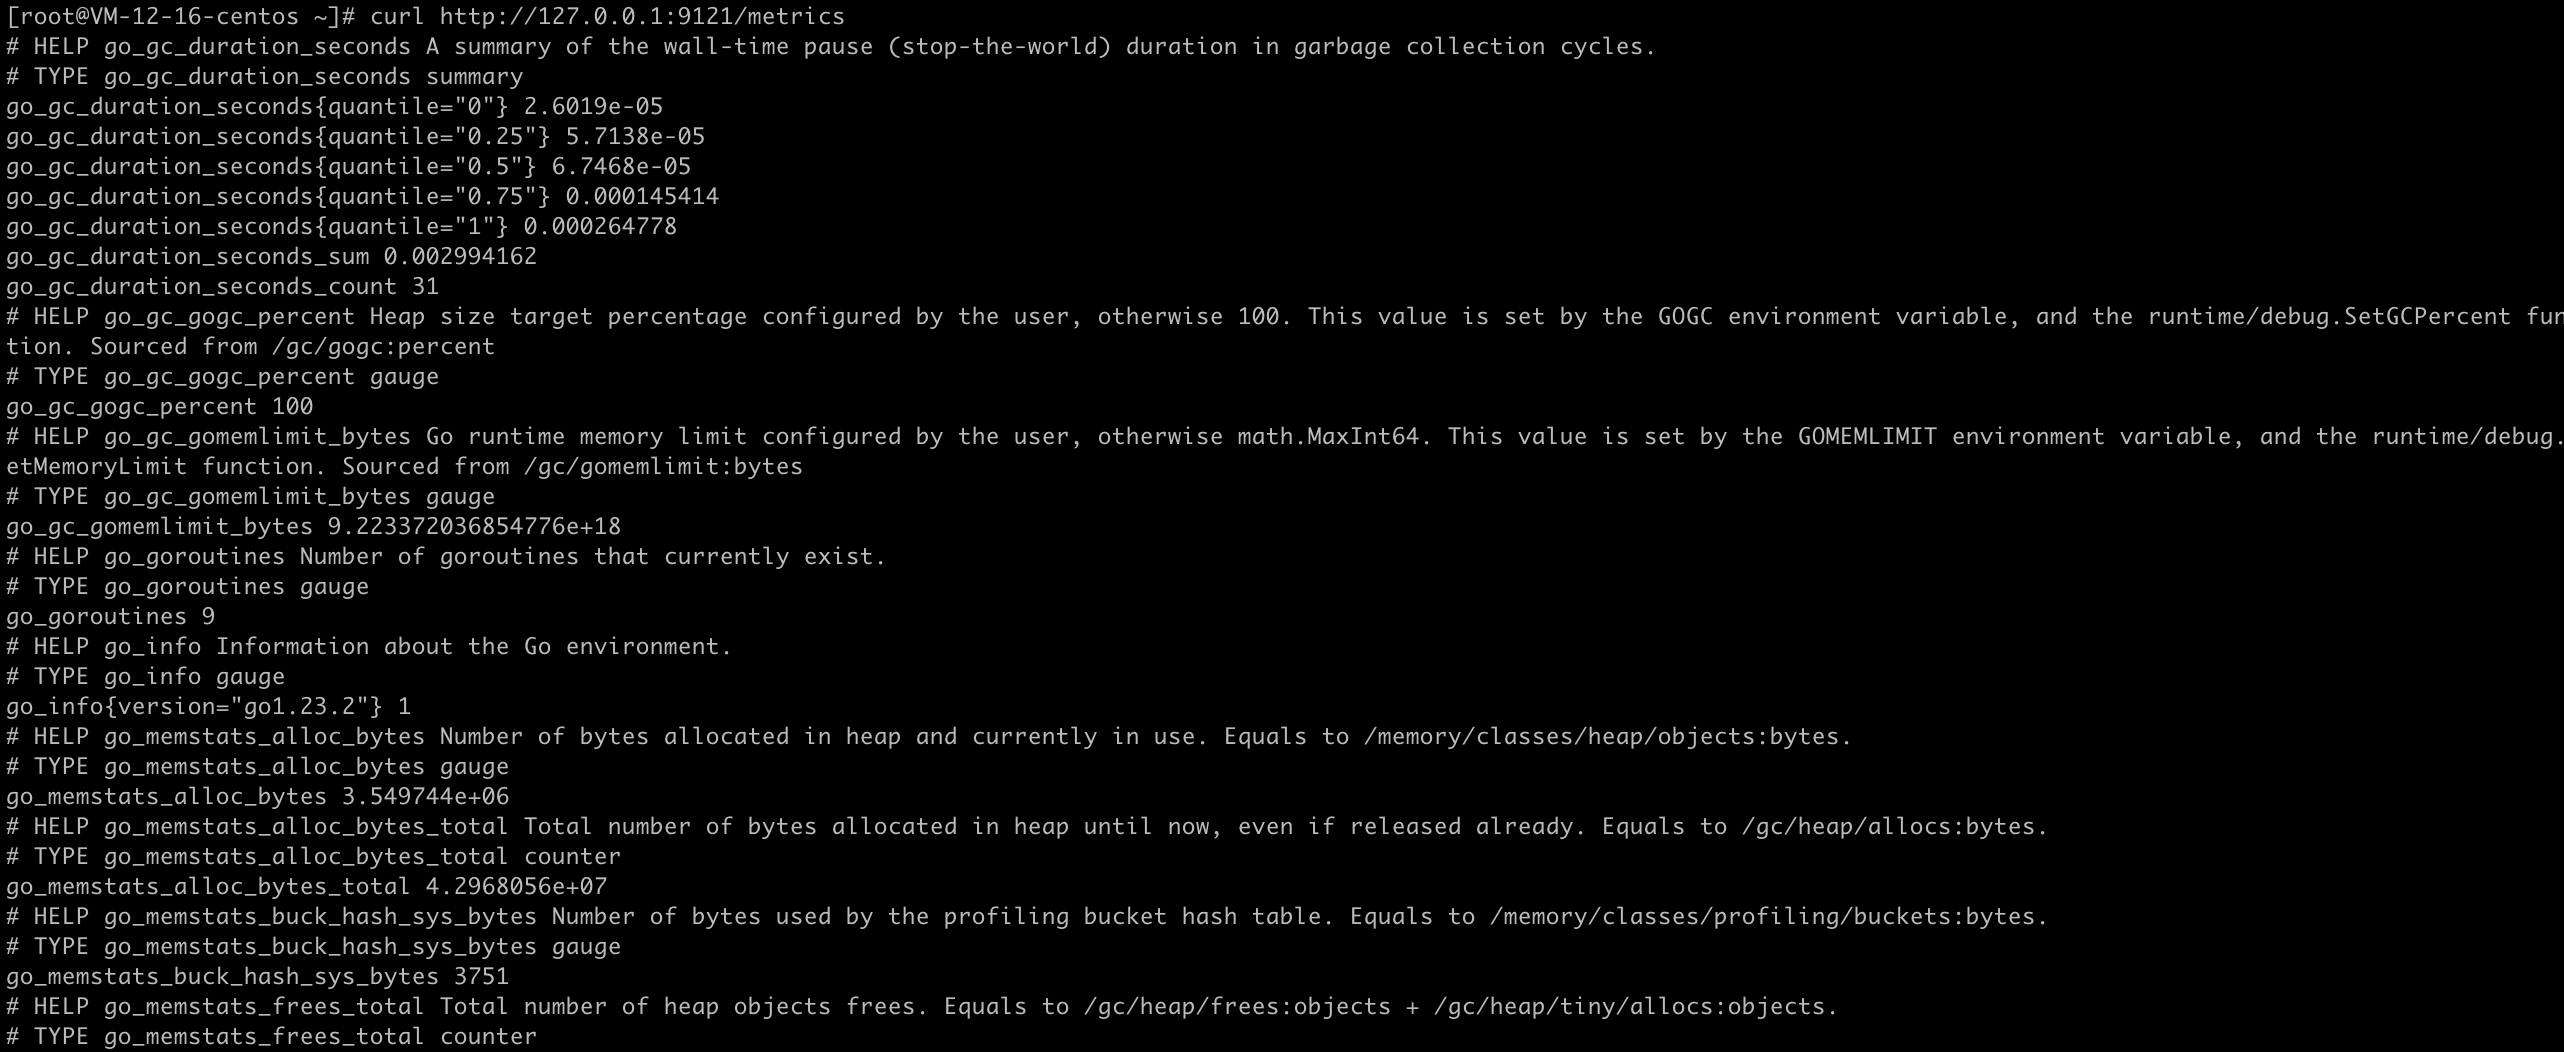 [root@VM-12-16-centos ~]# curl http://127.0.0.1:9121/metrics
# HELP go_gc_duration_seconds A summary of the wall-time pause (stop-the-world) duration in garbage collection cycles.
# TYPE go_gc_duration_seconds summary
go_gc_duration_seconds{quantile="0"} 2.6019e-05
go_gc_duration_seconds{quantile="0.25"} 5.7138e-05
go_gc_duration_seconds{quantile="0.5"} 6.7468e-05
go_gc_duration_seconds{quantile="0.75"} 0.000145414
go_gc_duration_seconds{quantile="1"} 0.000264778
go_gc_duration_seconds_sum 0.002994162
go_gc_duration_seconds_count 31
# HELP go_gc_gogc_percent Heap size target percentage configured by the user, otherwise 100. This value is set by the GOGC environment variable, and the runtime/debug.SetGCPercent fun
tion. Sourced from /gc/gogc:percent
# TYPE go_gc_gogc_percent gauge
go_gc_gogc_percent 100
# HELP go_gc_gomemlimit_bytes Go runtime memory limit configured by the user, otherwise math.MaxInt64. This value is set by the GOMEMLIMIT environment variable, and the runtime/debug.
etMemoryLimit function. Sourced from /gc/gomemlimit:bytes
# TYPE go_gc_gomemlimit_bytes gauge
go_gc_gomemlimit_bytes 9.223372036854776e+18
# HELP go_goroutines Number of goroutines that currently exist.
# TYPE go_goroutines gauge
go_goroutines 9
# HELP go_info Information about the Go environment.
# TYPE go_info gauge
go_info{version="go1.23.2"} 1
# HELP go_memstats_alloc_bytes Number of bytes allocated in heap and currently in use. Equals to /memory/classes/heap/objects:bytes.
# TYPE go_memstats_alloc_bytes gauge
go_memstats_alloc_bytes 3.549744e+06
# HELP go_memstats_alloc_bytes_total Total number of bytes allocated in heap until now, even if released already. Equals to /gc/heap/allocs:bytes.
# TYPE go_memstats_alloc_bytes_total counter
go_memstats_alloc_bytes_total 4.2968056e+07
# HELP go_memstats_buck_hash_sys_bytes Number of bytes used by the profiling bucket hash table. Equals to /memory/classes/profiling/buckets:bytes.
# TYPE go_memstats_buck_hash_sys_bytes gauge
go_memstats_buck_hash_sys_bytes 3751
# HELP go_memstats_frees_total Total number of heap objects frees. Equals to /gc/heap/frees:objects + /gc/heap/tiny/allocs:objects.
# TYPE go_memstats_frees_total counter